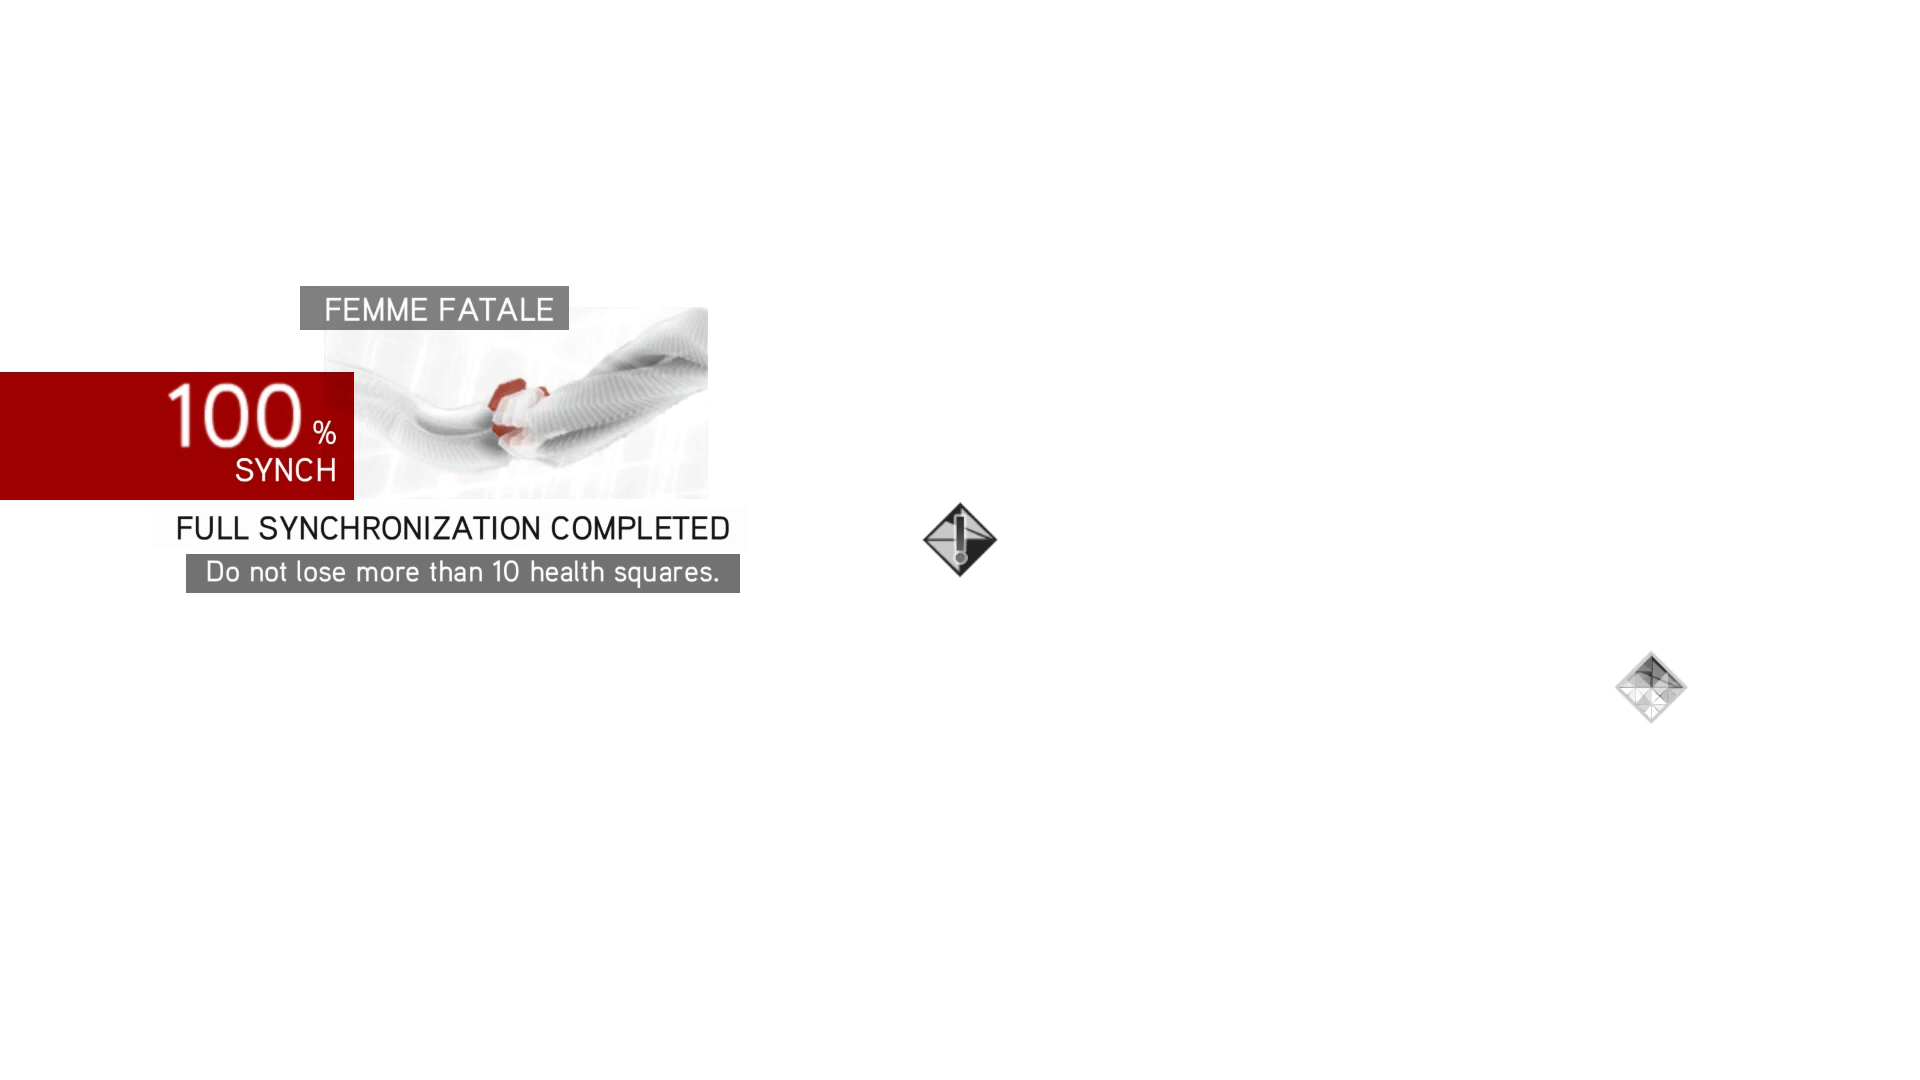 FEMME FATALE
100 %
SYNCH
FULL SYNCHRONIZATION COMPLETED
Do not lose more than 10 health squares.